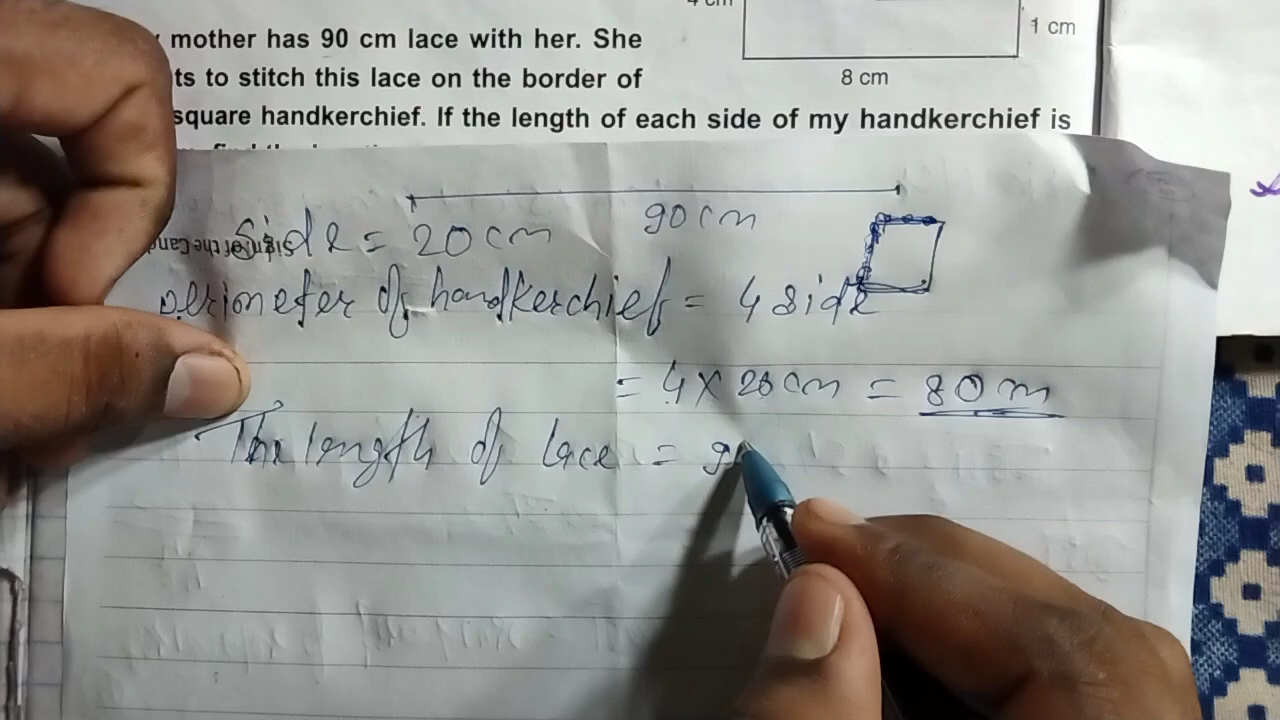 4 cm
1 cm
8 cm
mother has 90 cm lace with her. She
ts to stitch this lace on the border of
square handkerchief. If the length of each side of my handkerchief is
90 cm
Side = 20 cm
perimeter of handkerchief = 4 side
= 4 × 20 cm = 80 m
The length of lace = 9